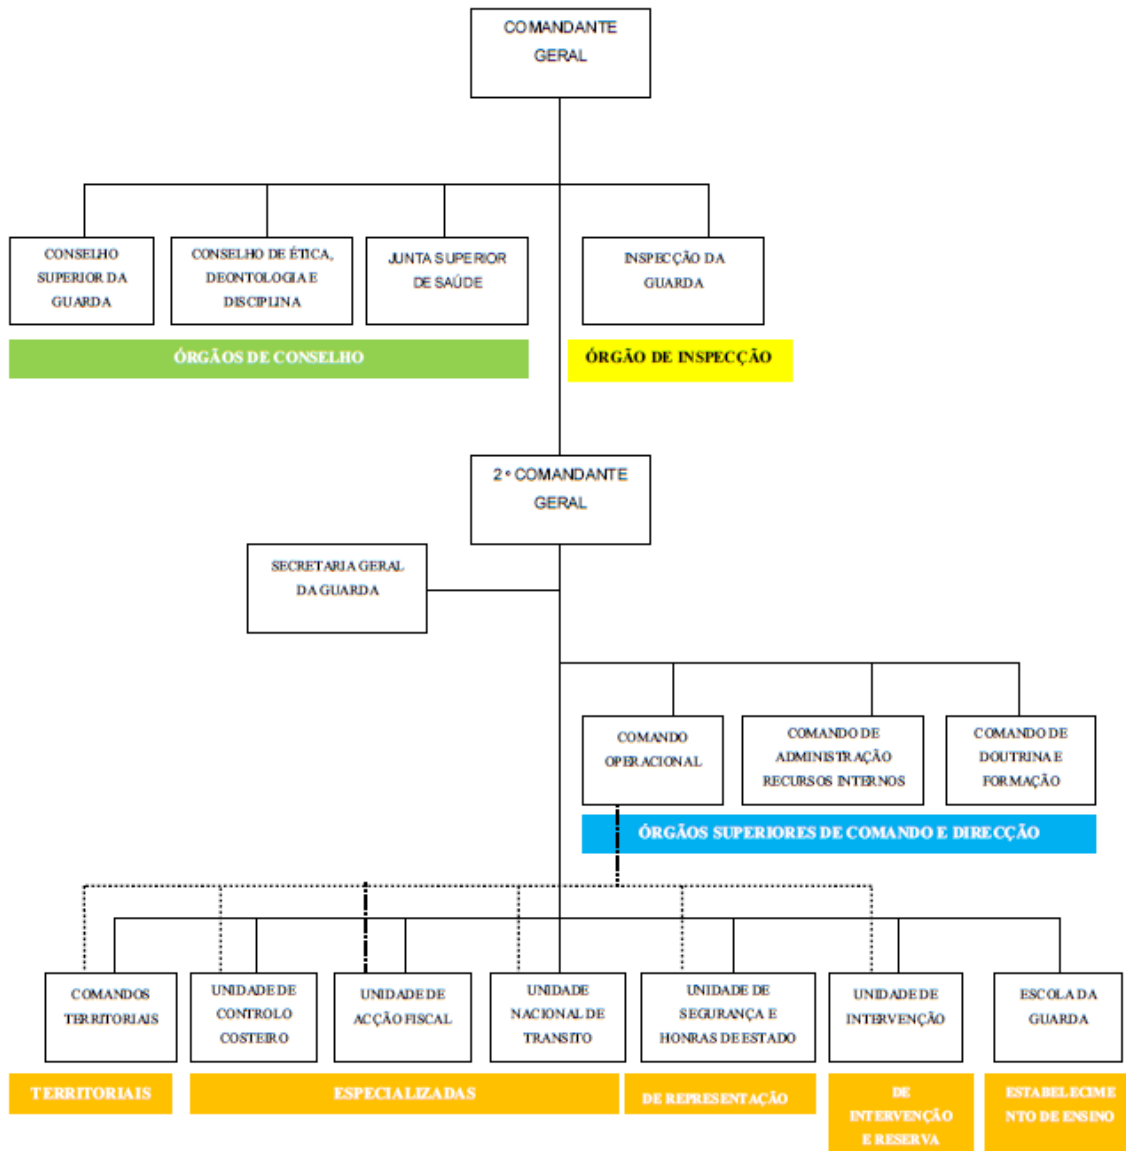 COMANDANTE
GERAL
CONSELHO
SUPERIOR DA
GUARDA
CONSELHO DE ÉTICA,
DEONTOLOGIA E
DISCIPLINA
JUNTA SUPERIOR
DE SAÚDE
INSPECÇÃO DA
GUARDA
ÓRGÃOS DE CONSELHO
ÓRGÃO DE INSPECÇÃO
2º COMANDANTE
GERAL
SECRETARIA GERAL
DA GUARDA
COMANDO
OPERACIONAL
COMANDO DE
ADMINISTRAÇÃO
RECURSOS INTERNOS
COMANDO DE
DOUTRINA E
FORMAÇÃO
ÓRGÃOS SUPERIORES DE COMANDO E DIRECÇÃO
COMANDOS
TERRITORIAIS
UNIDADE DE
CONTROLO
COSTEIRO
UNIDADE DE
ACÇÃO FISCAL
UNIDADE
NACIONAL DE
TRANSITO
UNIDADE DE
SEGURANÇA E
HONRAS DE ESTADO
UNIDADE DE
INTERVENÇÃO
ESCOLA DA
GUARDA
TERRITORIAIS
ESPECIALIZADAS
DE REPRESENTAÇÃO
DE
INTERVENÇÃO
E RESERVA
ESTABELECIME
NTO DE ENSINO